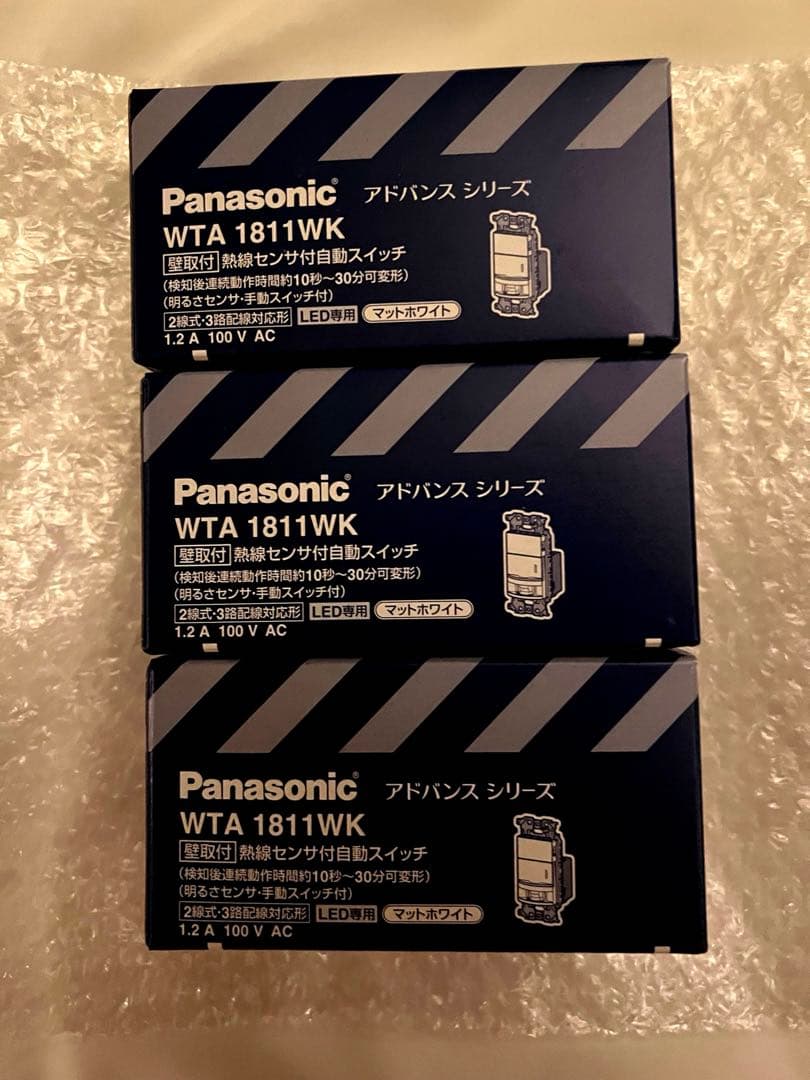 Panasonic® アドバンス シリーズ
WTA 1811WK
壁取付 熱線センサ付自動スイッチ
(検知後連続動作時間約10秒～30分可変形)
(明るさセンサ・手動スイッチ付)
2線式・3路配線対応形 LED専用 マットホワイト
1.2 A 100 V AC
Panasonic® アドバンス シリーズ
WTA 1811WK
壁取付 熱線センサ付自動スイッチ
(検知後連続動作時間約10秒～30分可変形)
(明るさセンサ・手動スイッチ付)
2線式・3路配線対応形 LED専用 マットホワイト
1.2 A 100 V AC
Panasonic® アドバンス シリーズ
WTA 1811WK
壁取付 熱線センサ付自動スイッチ
(検知後連続動作時間約10秒～30分可変形)
(明るさセンサ・手動スイッチ付)
2線式・3路配線対応形 LED専用 マットホワイト
1.2 A 100 V AC